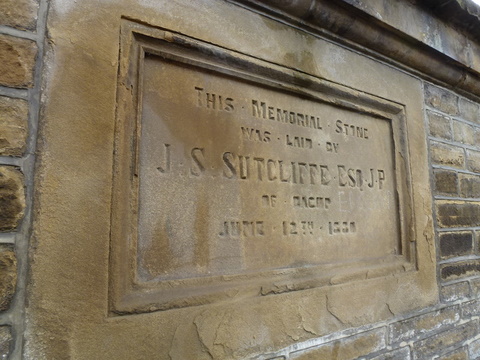 THIS · MEMORIAL · STONE
WAS · LAID · BY
J · S · SUTCLIFFE · ESQ J·P
OF BACUP
JUNE · 12TH ·